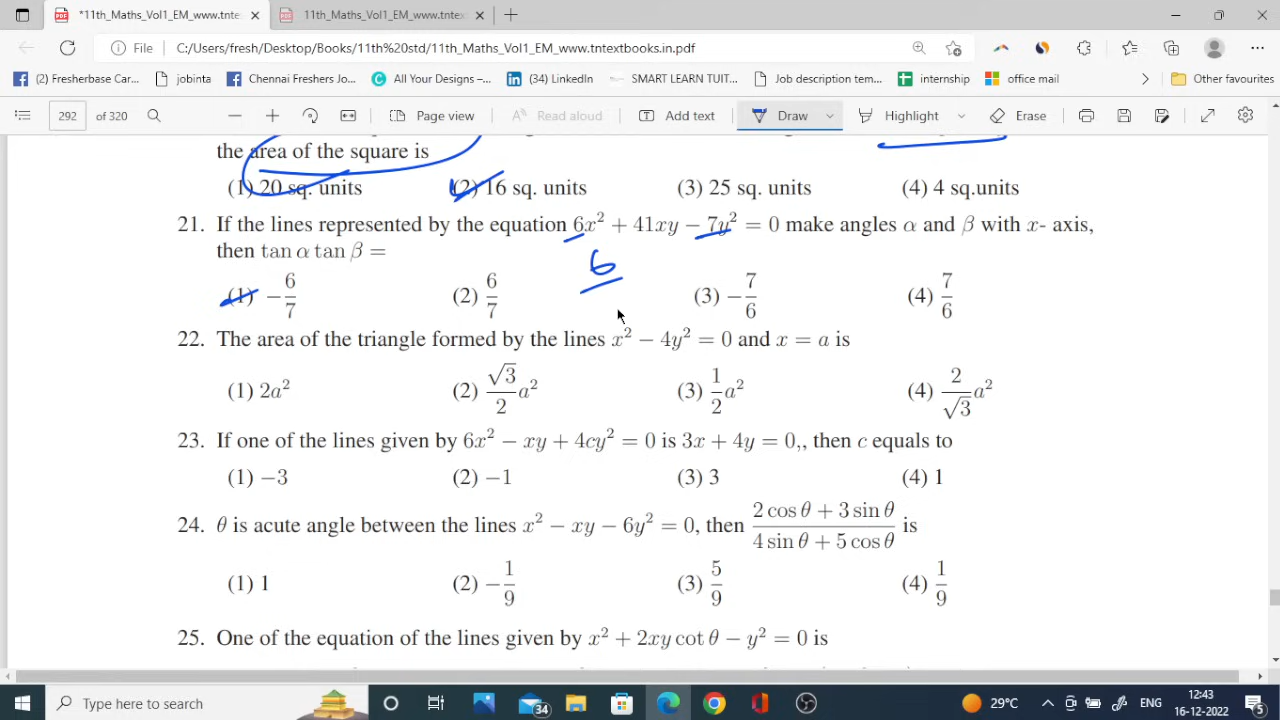 *11th_Maths_Vol1_EM_www.tntex
11th_Maths_Vol1_EM_www.tntex
File C:/Users/fresh/Desktop/Books/11th%20std/11th_Maths_Vol1_EM_www.tntextbooks.in.pdf
(2) Fresherbase Car... jobinta Chennai Freshers Jo... All Your Designs –... (34) LinkedIn SMART LEARN TUIT... Job description tem... internship office mail Other favourites
292 of 320 Page view Read aloud Add text Draw Highlight Erase
the area of the square is
(1) 20 sq. units (2) 16 sq. units (3) 25 sq. units (4) 4 sq.units
21. If the lines represented by the equation 6x² + 41xy − 7y² = 0 make angles α and β with x- axis,
then tan α tan β =
6
(1) −6/7 (2) 6/7 (3) −7/6 (4) 7/6
22. The area of the triangle formed by the lines x² − 4y² = 0 and x = a is
(1) 2a² (2) √3/2 a² (3) 1/2 a² (4) 2/√3 a²
23. If one of the lines given by 6x² − xy + 4cy² = 0 is 3x + 4y = 0,, then c equals to
(1) −3 (2) −1 (3) 3 (4) 1
24. θ is acute angle between the lines x² − xy − 6y² = 0, then (2 cos θ + 3 sin θ)/(4 sin θ + 5 cos θ) is
(1) 1 (2) −1/9 (3) 5/9 (4) 1/9
25. One of the equation of the lines given by x² + 2xy cot θ − y² = 0 is
Type here to search 34 29°C ENG 12:43
16-12-2022 5